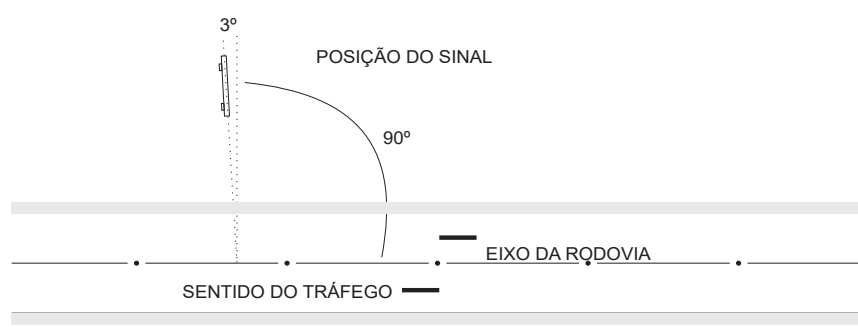 3º
POSIÇÃO DO SINAL
90º
EIXO DA RODOVIA
SENTIDO DO TRÁFEGO